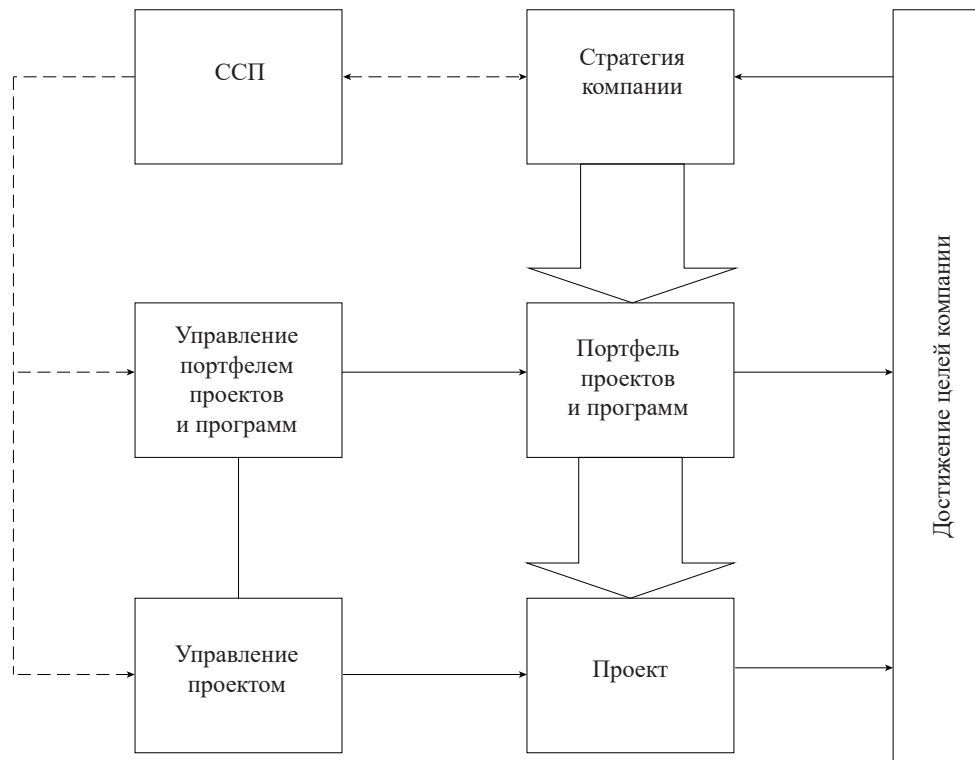 ССП
Стратегия
компании
Управление
портфелем
проектов
и программ
Портфель
проектов
и программ
Управление
проектом
Проект
Достижение целей компании